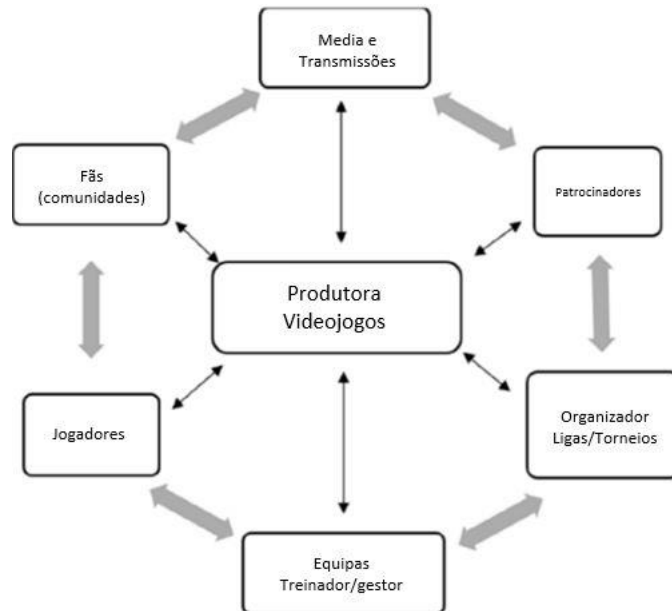 Media e
Transmissões
Fãs
(comunidades)
Patrocinadores
Produtora
Videojogos
Jogadores
Organizador
Ligas/Torneios
Equipas
Treinador/gestor